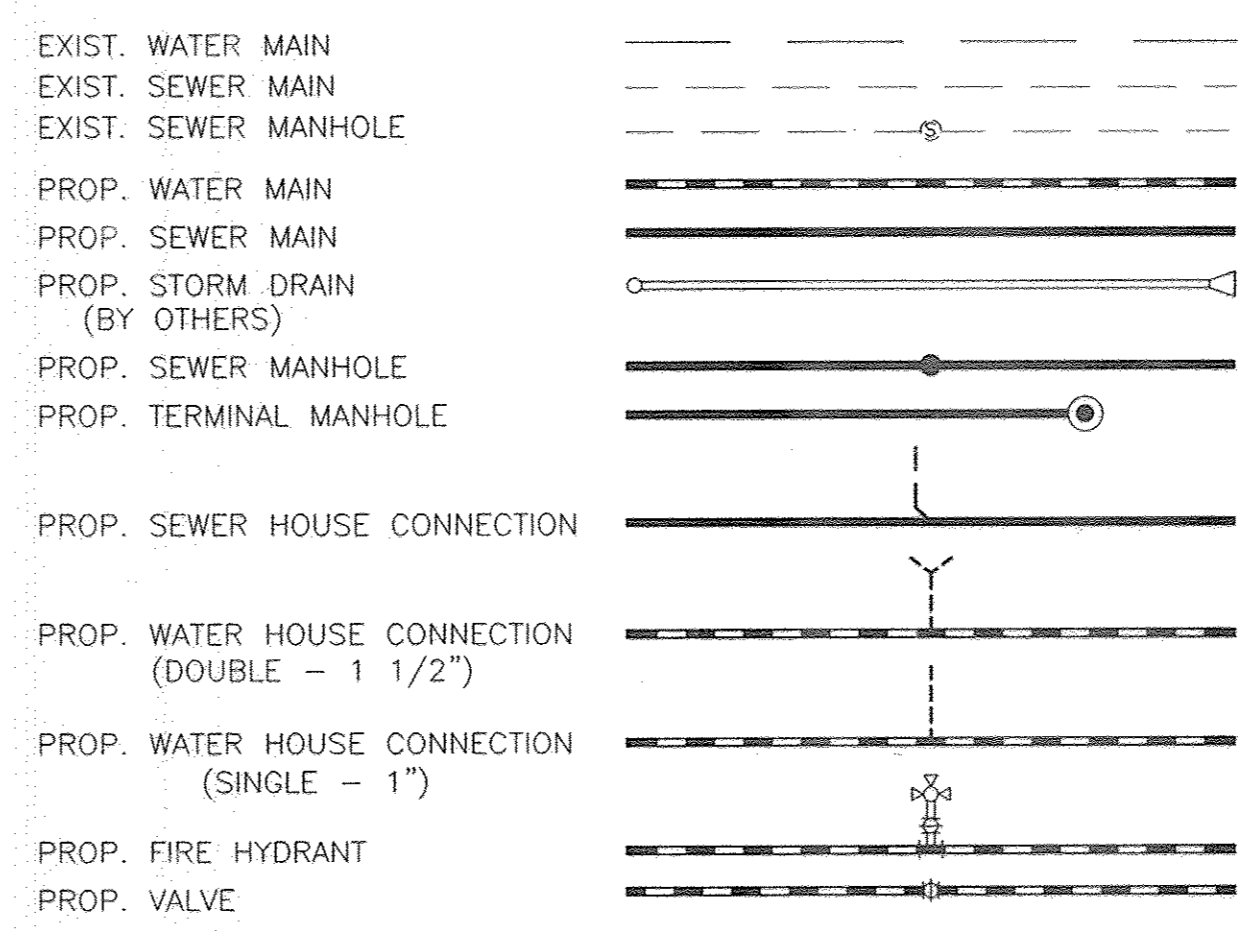 EXIST. WATER MAIN
EXIST. SEWER MAIN
EXIST. SEWER MANHOLE
S
PROP. WATER MAIN
PROP. SEWER MAIN
PROP. STORM DRAIN
(BY OTHERS)
PROP. SEWER MANHOLE
PROP. TERMINAL MANHOLE
PROP. SEWER HOUSE CONNECTION
PROP. WATER HOUSE CONNECTION
(DOUBLE – 1 1/2")
PROP. WATER HOUSE CONNECTION
(SINGLE – 1")
PROP. FIRE HYDRANT
PROP. VALVE